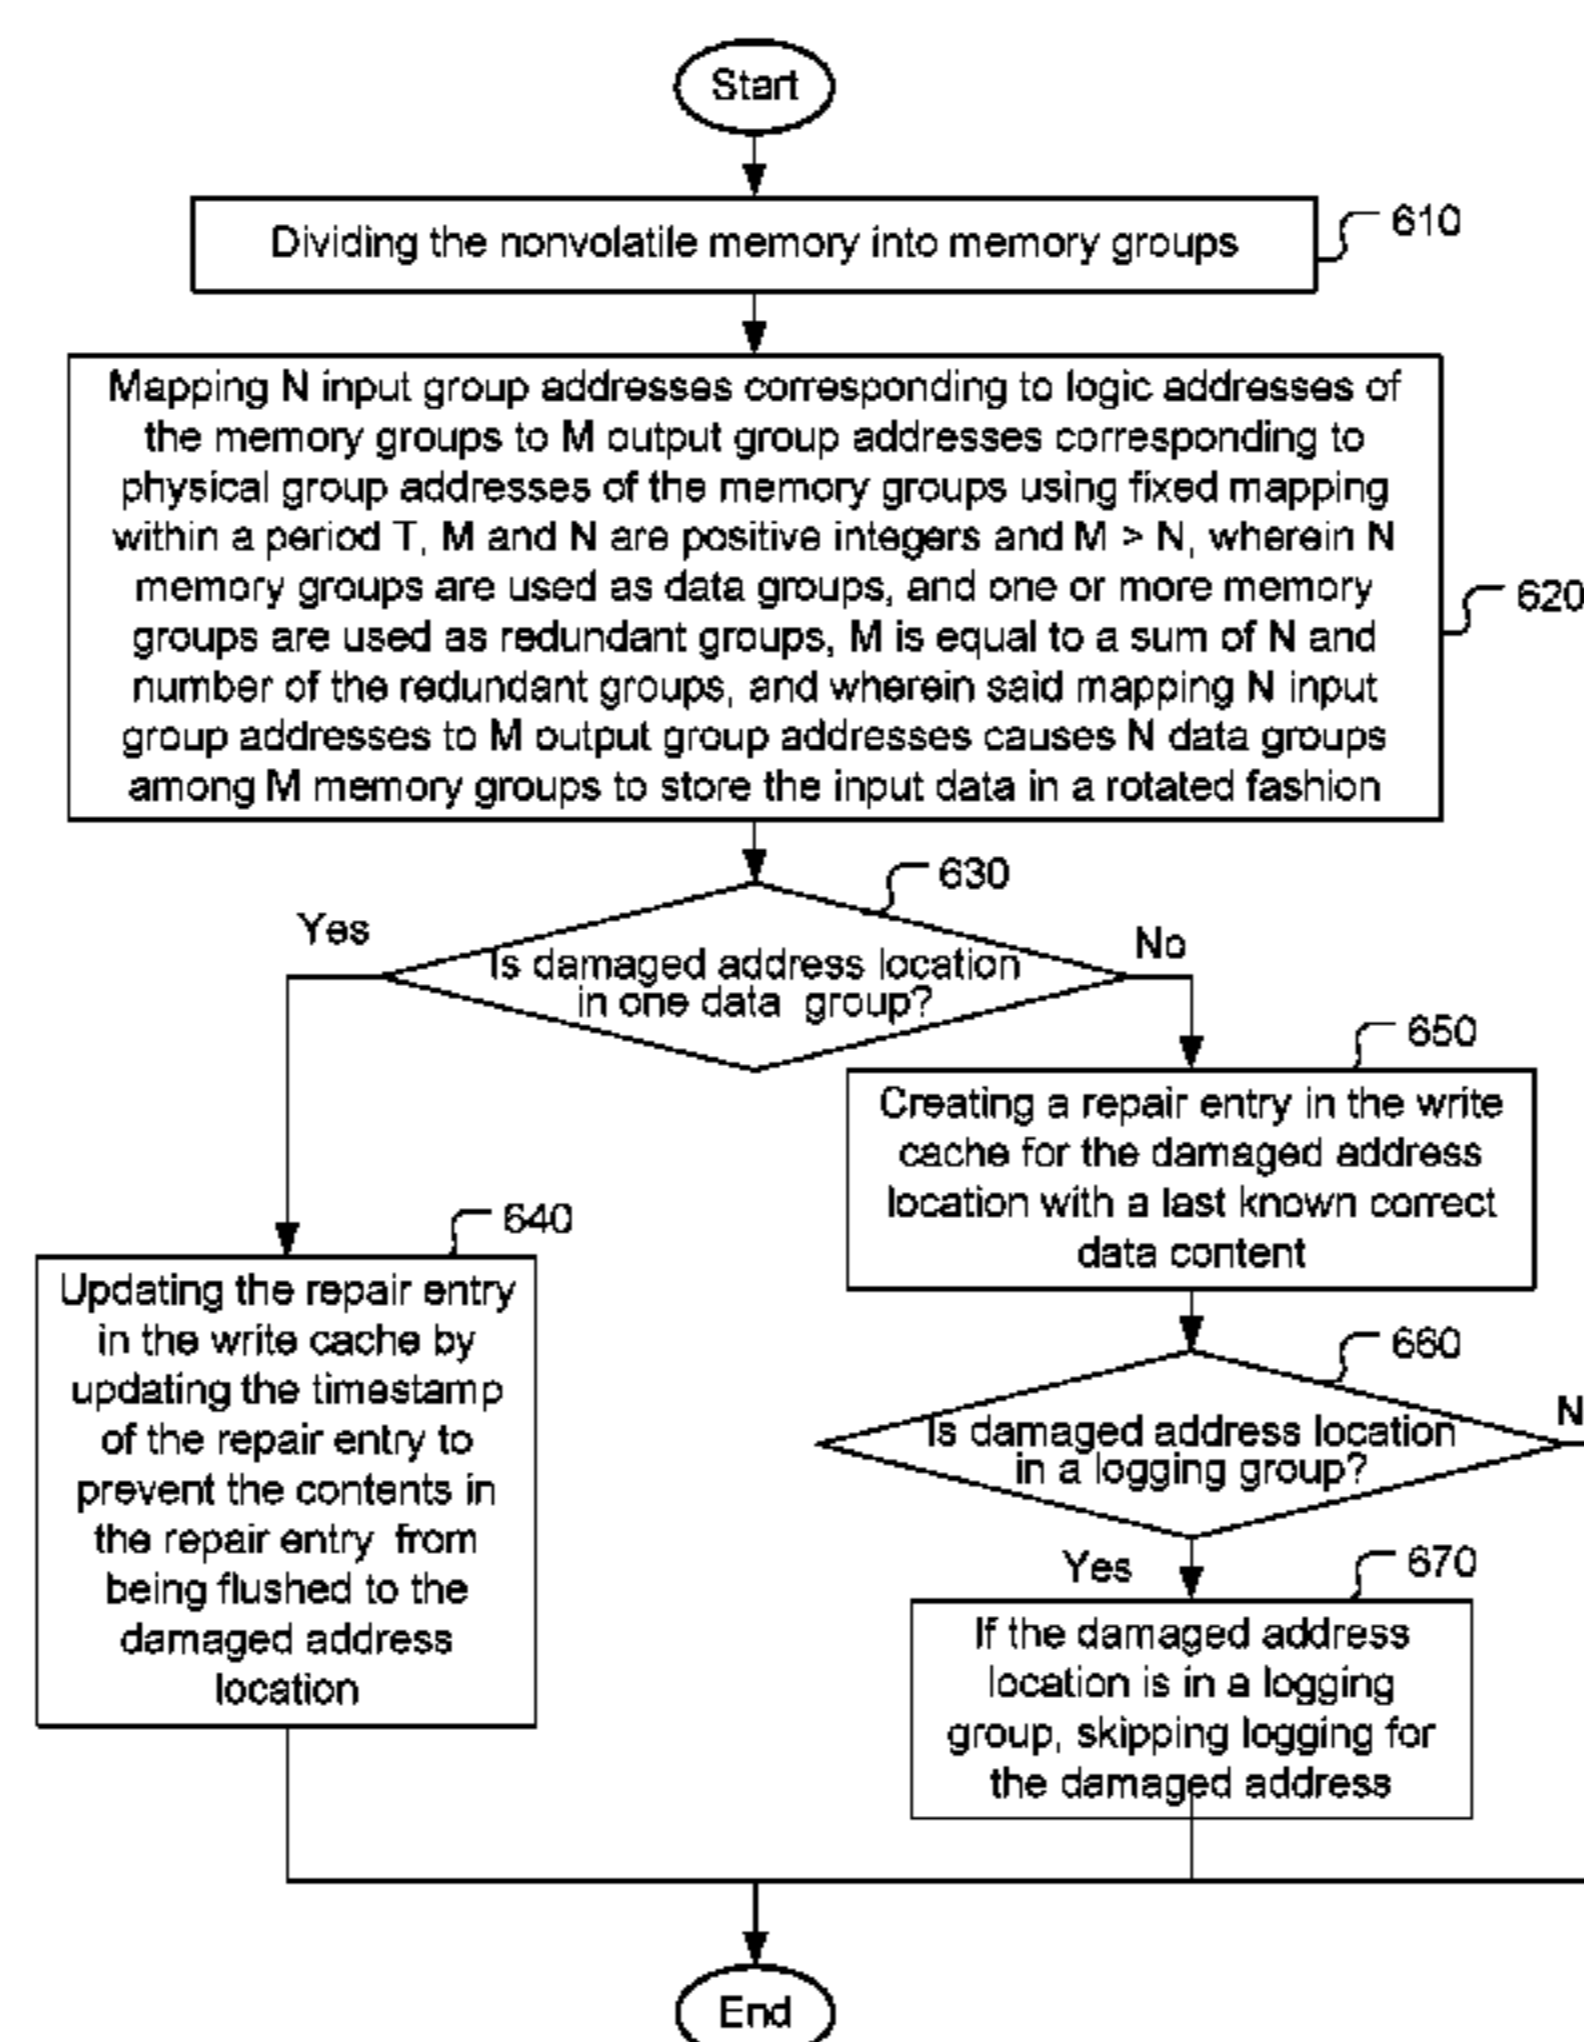 Start
Dividing the nonvolatile memory into memory groups
610
Mapping N input group addresses corresponding to logic addresses of
the memory groups to M output group addresses corresponding to
physical group addresses of the memory groups using fixed mapping
within a period T, M and N are positive integers and M > N, wherein N
memory groups are used as data groups, and one or more memory
groups are used as redundant groups, M is equal to a sum of N and
number of the redundant groups, and wherein said mapping N input
group addresses to M output group addresses causes N data groups
among M memory groups to store the input data in a rotated fashion
620
630
Yes
No
Is damaged address location
in one data group?
650
Creating a repair entry in the write
cache for the damaged address
location with a last known correct
data content
640
Updating the repair entry
in the write cache by
updating the timestamp
of the repair entry to
prevent the contents in
the repair entry from
being flushed to the
damaged address
location
660
N
Is damaged address location
in a logging group?
Yes
670
If the damaged address
location is in a logging
group, skipping logging for
the damaged address
End